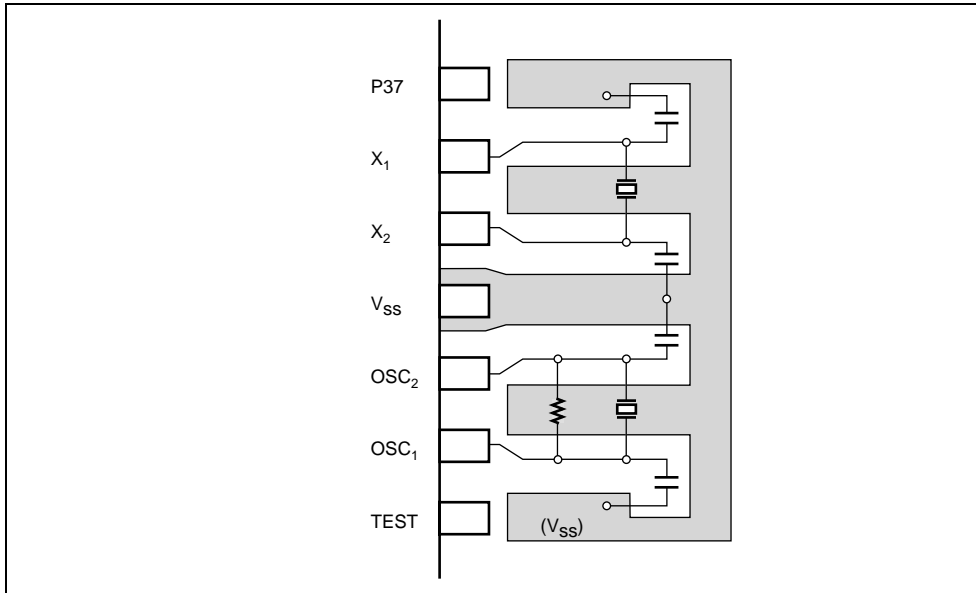 P37
X1
X2
VSS
OSC2
OSC1
TEST
(VSS)